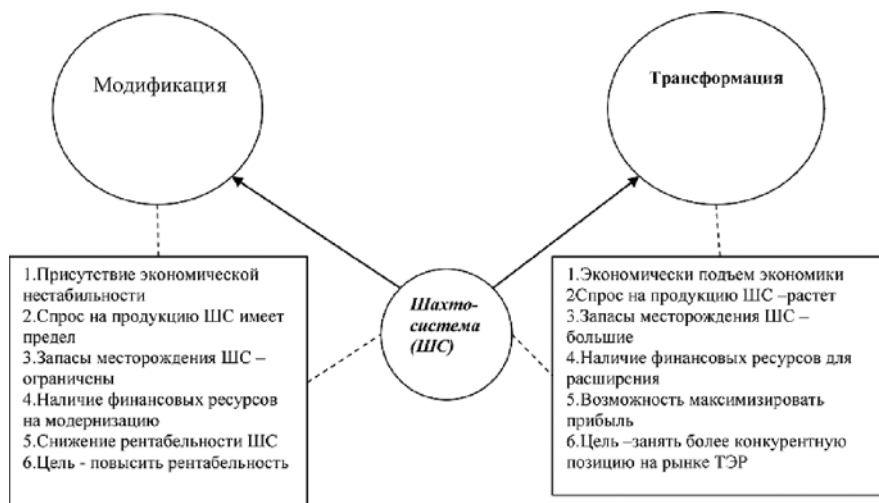 Модификация
Трансформация
1.Присутствие экономической
нестабильности
2.Спрос на продукцию ШС имеет
предел
3.Запасы месторождения ШС –
ограничены
4.Наличие финансовых ресурсов
на модернизацию
5.Снижение рентабельности ШС
6.Цель - повысить рентабельность
Шахто-
система
(ШС)
1.Экономически подъем экономики
2Спрос на продукцию ШС –растет
3.Запасы месторождения ШС –
большие
4.Наличие финансовых ресурсов для
расширения
5.Возможность максимизировать
прибыль
6.Цель –занять более конкурентную
позицию на рынке ТЭР